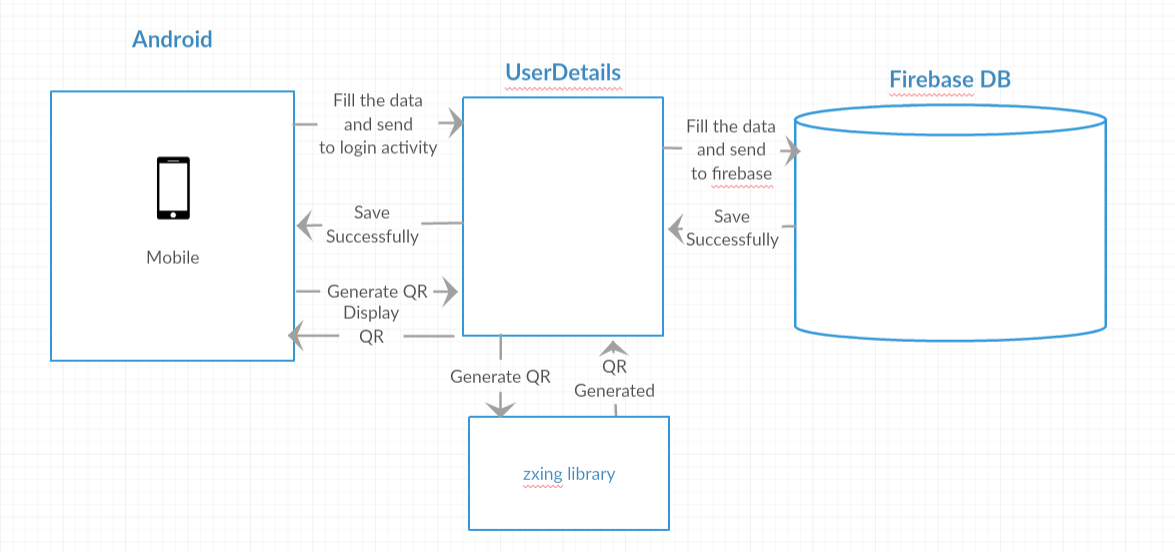 Android
UserDetails
Firebase DB
Fill the data
and send
to login activity
Fill the data
and send
to firebase
Save
Successfully
Save
Successfully
Mobile
Generate QR
Display
QR
Generate QR
QR
Generated
zxing library